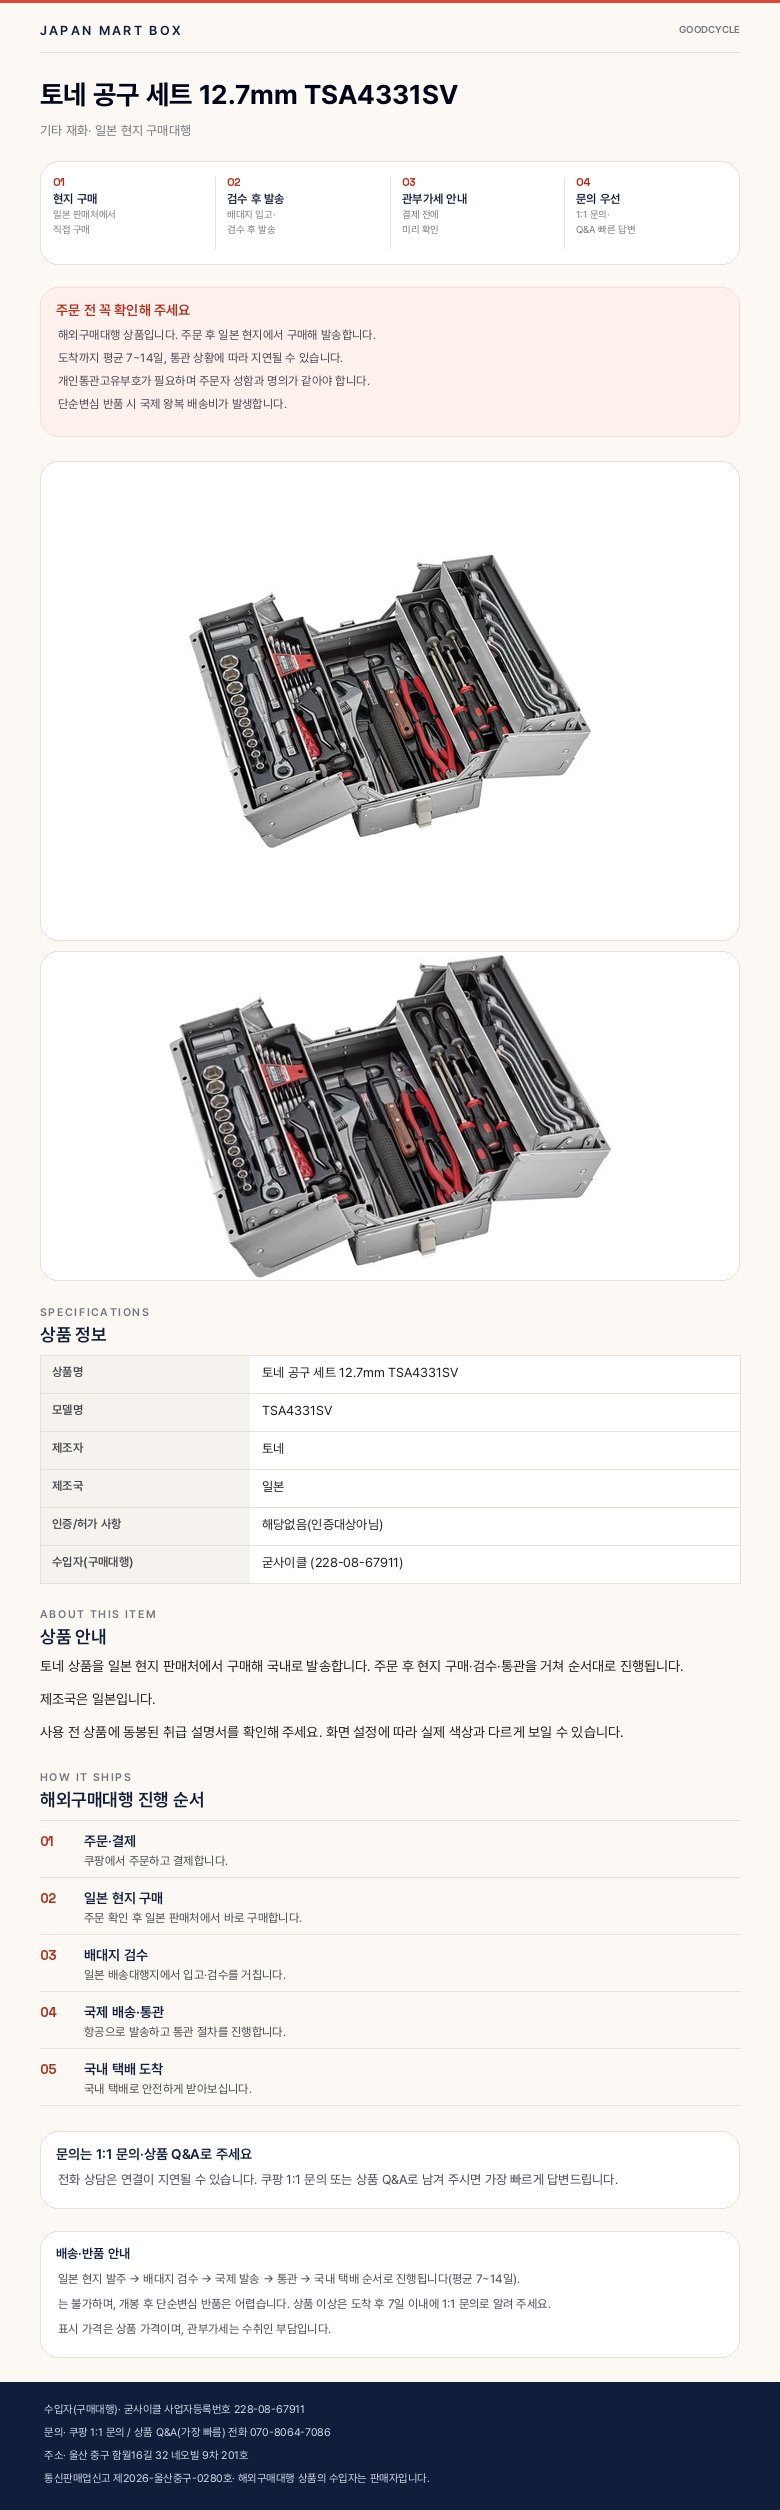 JAPAN MART BOX
GOODCYCLE
토네 공구 세트 12.7mm TSA4331SV
기타 재화· 일본 현지 구매대행
01
현지 구매
일본 판매처에서
직접 구매
02
검수 후 발송
배대지 입고·
검수 후 발송
03
관부가세 안내
결제 전에
미리 확인
04
문의 우선
1:1 문의·
Q&A 빠른 답변
주문 전 꼭 확인해 주세요
해외구매대행 상품입니다. 주문 후 일본 현지에서 구매해 발송합니다.
도착까지 평균 7~14일, 통관 상황에 따라 지연될 수 있습니다.
개인통관고유부호가 필요하며 주문자 성함과 명의가 같아야 합니다.
단순변심 반품 시 국제 왕복 배송비가 발생합니다.
SPECIFICATIONS
상품 정보
상품명
토네 공구 세트 12.7mm TSA4331SV
모델명
TSA4331SV
제조자
토네
제조국
일본
인증/허가 사항
해당없음(인증대상아님)
수입자(구매대행)
굳사이클 (228-08-67911)
ABOUT THIS ITEM
상품 안내
토네 상품을 일본 현지 판매처에서 구매해 국내로 발송합니다. 주문 후 현지 구매·검수·통관을 거쳐 순서대로 진행됩니다.
제조국은 일본입니다.
사용 전 상품에 동봉된 취급 설명서를 확인해 주세요. 화면 설정에 따라 실제 색상과 다르게 보일 수 있습니다.
HOW IT SHIPS
해외구매대행 진행 순서
01
주문·결제
쿠팡에서 주문하고 결제합니다.
02
일본 현지 구매
주문 확인 후 일본 판매처에서 바로 구매합니다.
03
배대지 검수
일본 배송대행지에서 입고·검수를 거칩니다.
04
국제 배송·통관
항공으로 발송하고 통관 절차를 진행합니다.
05
국내 택배 도착
국내 택배로 안전하게 받아보십니다.
문의는 1:1 문의·상품 Q&A로 주세요
전화 상담은 연결이 지연될 수 있습니다. 쿠팡 1:1 문의 또는 상품 Q&A로 남겨 주시면 가장 빠르게 답변드립니다.
배송·반품 안내
일본 현지 발주 → 배대지 검수 → 국제 발송 → 통관 → 국내 택배 순서로 진행됩니다(평균 7~14일).
는 불가하며, 개봉 후 단순변심 반품은 어렵습니다. 상품 이상은 도착 후 7일 이내에 1:1 문의로 알려 주세요.
표시 가격은 상품 가격이며, 관부가세는 수취인 부담입니다.
수입자(구매대행)· 굳사이클 사업자등록번호 228-08-67911
문의· 쿠팡 1:1 문의 / 상품 Q&A(가장 빠름) 전화 070-8064-7086
주소· 울산 중구 함월16길 32 네오빌 9차 201호
통신판매업신고 제2026-울산중구-0280호· 해외구매대행 상품의 수입자는 판매자입니다.